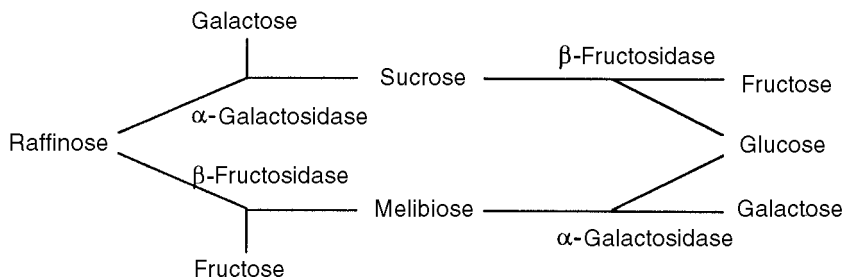 Galactose
β-Fructosidase
Sucrose
Fructose
α-Galactosidase
Raffinose
Glucose
β-Fructosidase
Melibiose
Galactose
α-Galactosidase
Fructose